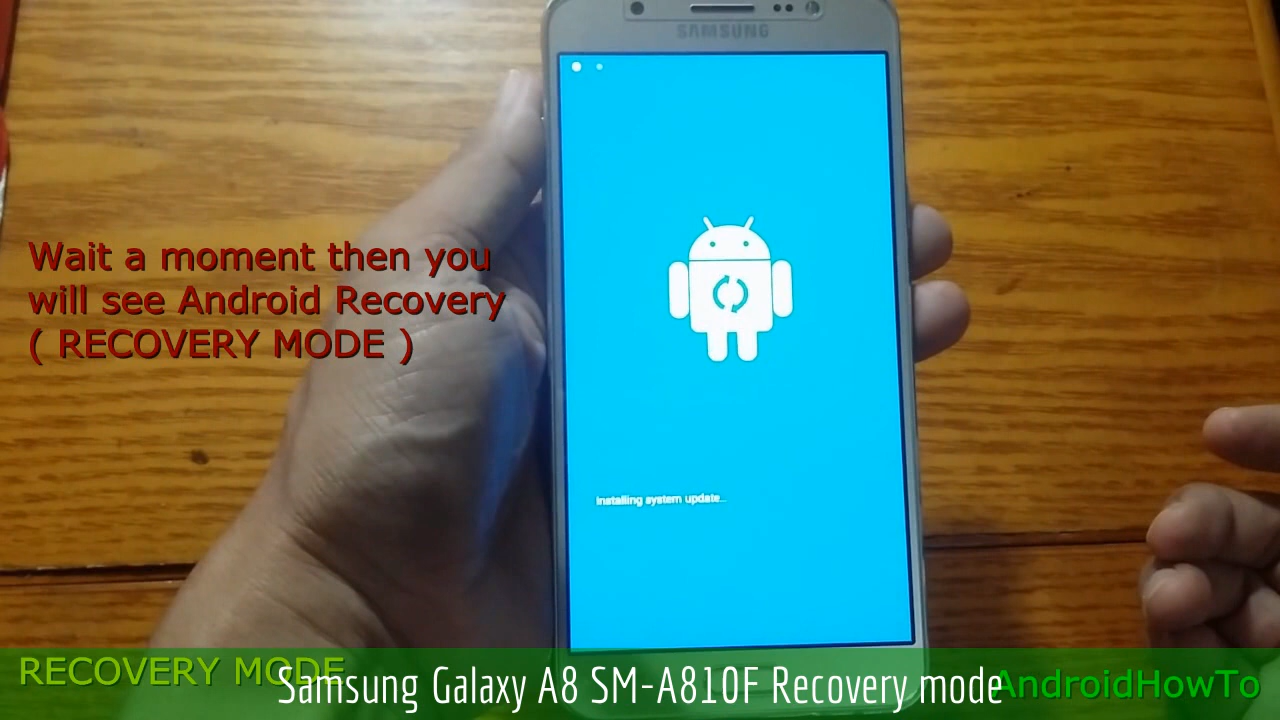 SAMSUNG
Wait a moment then you
will see Android Recovery
( RECOVERY MODE )
Installing system update...
RECOVERY MODE
Samsung Galaxy A8 SM-A810F Recovery mode
AndroidHowTo